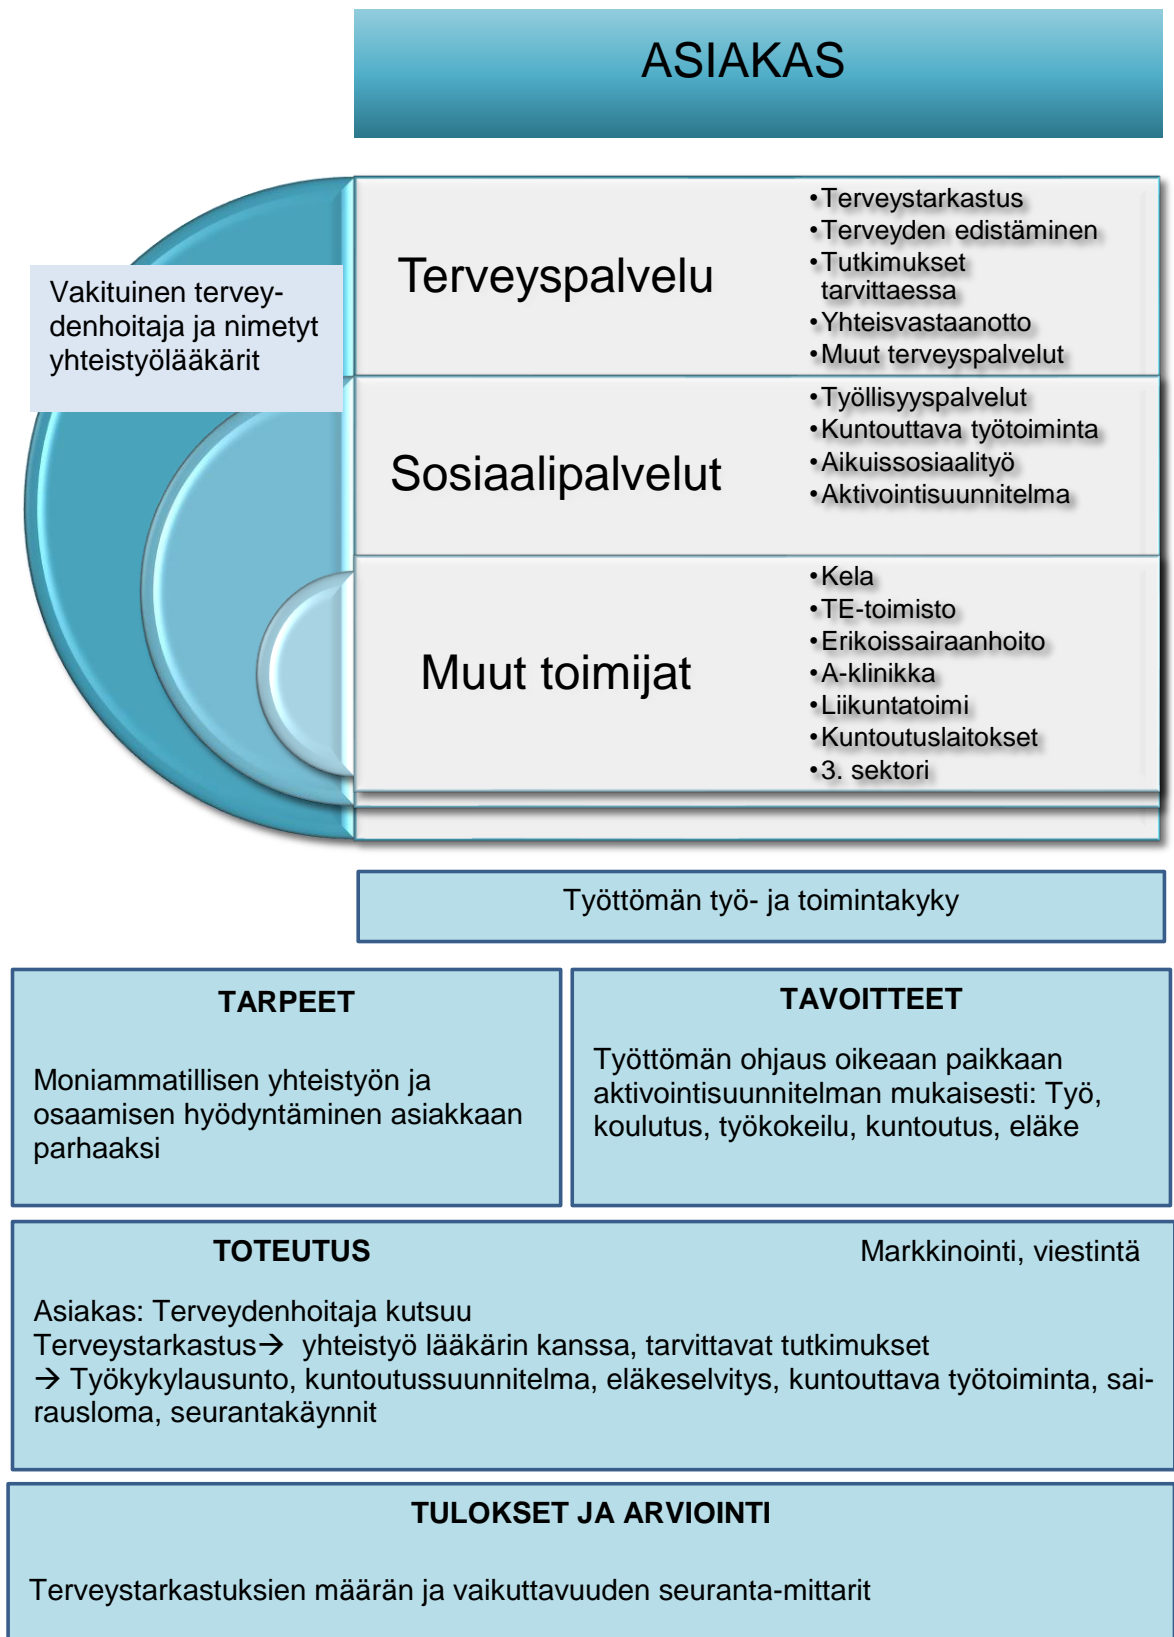 ASIAKAS
Vakituinen tervey-
denhoitaja ja nimetyt
yhteistyölääkärit
Terveyspalvelu
•Terveystarkastus
•Terveyden edistäminen
•Tutkimukset
tarvittaessa
•Yhteisvastaanotto
•Muut terveyspalvelut
Sosiaalipalvelut
•Työllisyyspalvelut
•Kuntouttava työtoiminta
•Aikuissosiaalityö
•Aktivointisuunnitelma
Muut toimijat
•Kela
•TE-toimisto
•Erikoissairaanhoito
•A-klinikka
•Liikuntatoimi
•Kuntoutuslaitokset
•3. sektori
Työttömän työ- ja toimintakyky
TARPEET
Moniammatillisen yhteistyön ja
osaamisen hyödyntäminen asiakkaan
parhaaksi
TAVOITTEET
Työttömän ohjaus oikeaan paikkaan
aktivointisuunnitelman mukaisesti: Työ,
koulutus, työkokeilu, kuntoutus, eläke
TOTEUTUS Markkinointi, viestintä
Asiakas: Terveydenhoitaja kutsuu
Terveystarkastus→ yhteistyö lääkärin kanssa, tarvittavat tutkimukset
→ Työkykylausunto, kuntoutussuunnitelma, eläkeselvitys, kuntouttava työtoiminta, sai-
rausloma, seurantakäynnit
TULOKSET JA ARVIOINTI
Terveystarkastuksien määrän ja vaikuttavuuden seuranta-mittarit